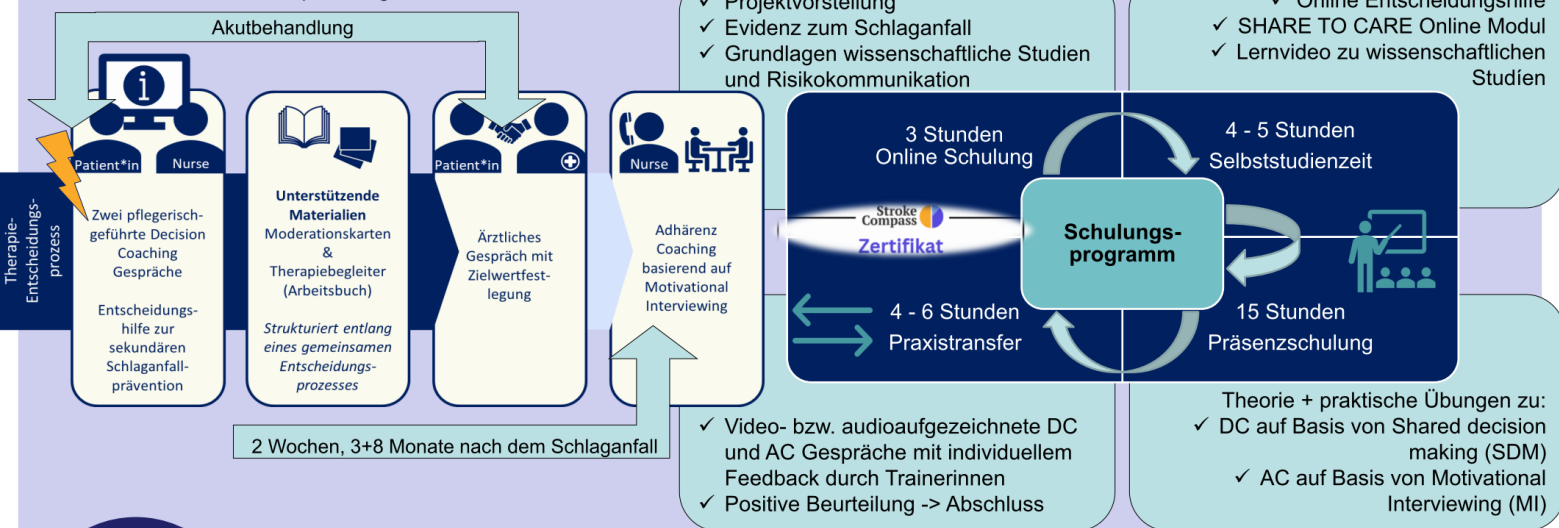 Akutbehandlung
Patient*in
Nurse
Patient*in
Nurse
Therapie-
Entscheidungs-
prozess
Zwei pflegerisch-
geführte Decision
Coaching
Gespräche
Entscheidungs-
hilfe zur
sekundären
Schlaganfall-
prävention
Unterstützende
Materialien
Moderationskarten
&
Therapiebegleiter
(Arbeitsbuch)
Strukturiert entlang
eines gemeinsamen
Entscheidungs-
prozesses
Ärztliches
Gespräch mit
Zielwertfest-
legung
Adhärenz
Coaching
basierend auf
Motivational
Interviewing
2 Wochen, 3+8 Monate nach dem Schlaganfall
✓ Projektvorstellung
✓ Evidenz zum Schlaganfall
✓ Grundlagen wissenschaftliche Studien
und Risikokommunikation
✓ Online Entscheidungshilfe
✓ SHARE TO CARE Online Modul
✓ Lernvideo zu wissenschaftlichen
Studíen
3 Stunden
Online Schulung
4 - 5 Stunden
Selbststudienzeit
Stroke
Compass
Zertifikat
Schulungs-
programm
4 - 6 Stunden
Praxistransfer
15 Stunden
Präsenzschulung
✓ Video- bzw. audioaufgezeichnete DC
und AC Gespräche mit individuellem
Feedback durch Trainerinnen
✓ Positive Beurteilung -> Abschluss
Theorie + praktische Übungen zu:
✓ DC auf Basis von Shared decision
making (SDM)
✓ AC auf Basis von Motivational
Interviewing (MI)